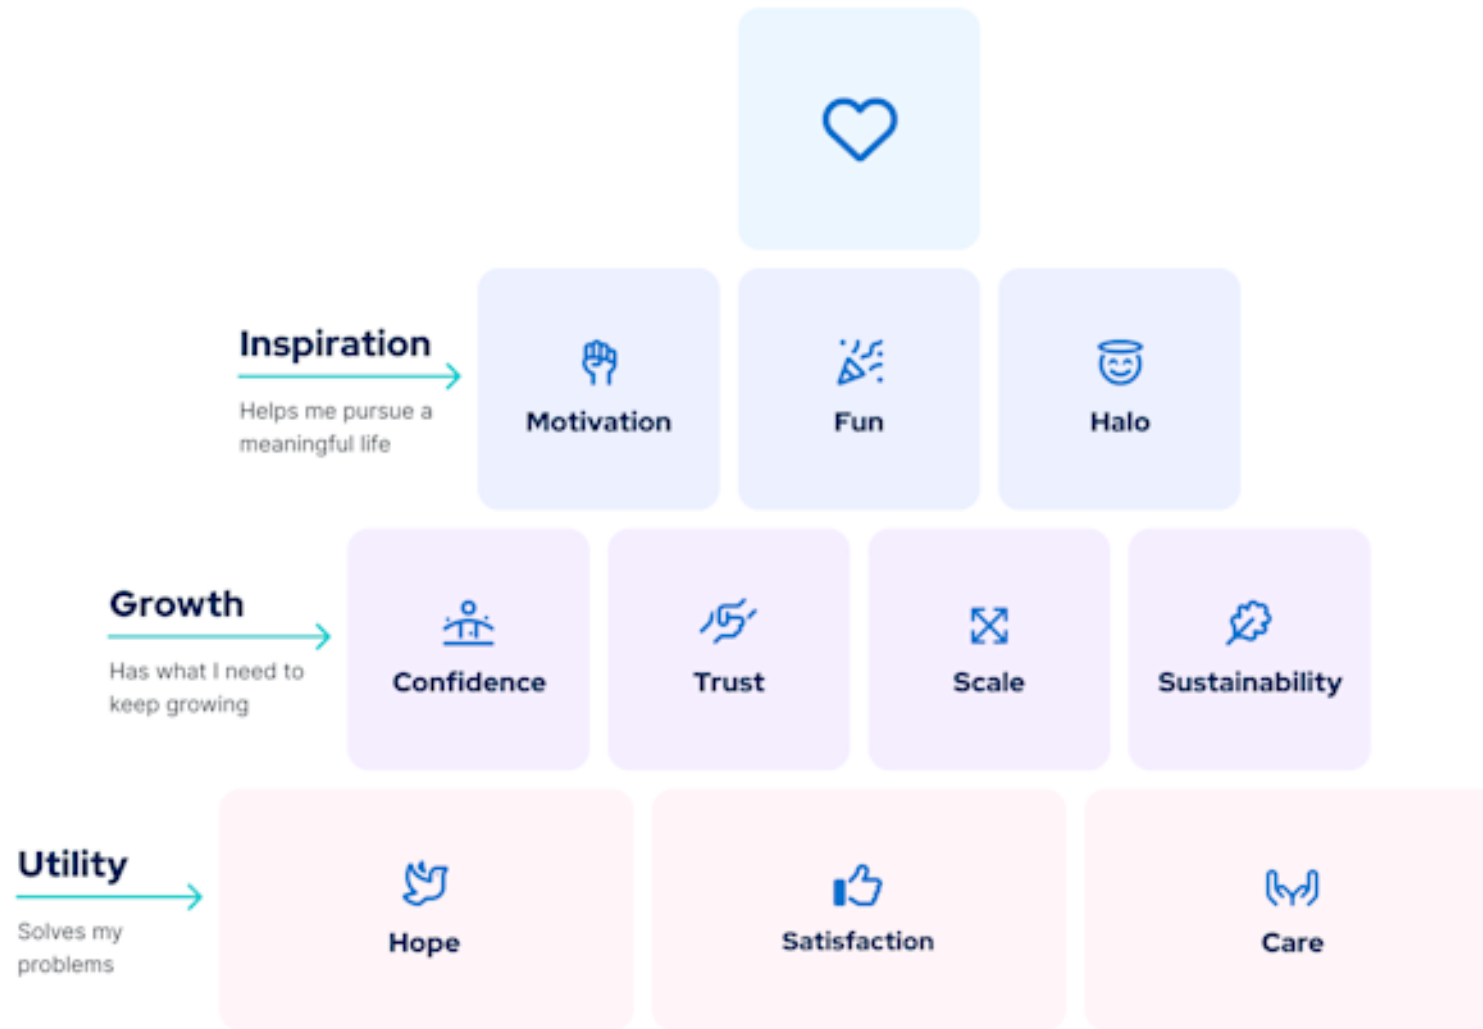 Inspiration
Helps me pursue a
meaningful life
Motivation
Fun
Halo
Growth
Has what I need to
keep growing
Confidence
Trust
Scale
Sustainability
Utility
Solves my
problems
Hope
Satisfaction
Care